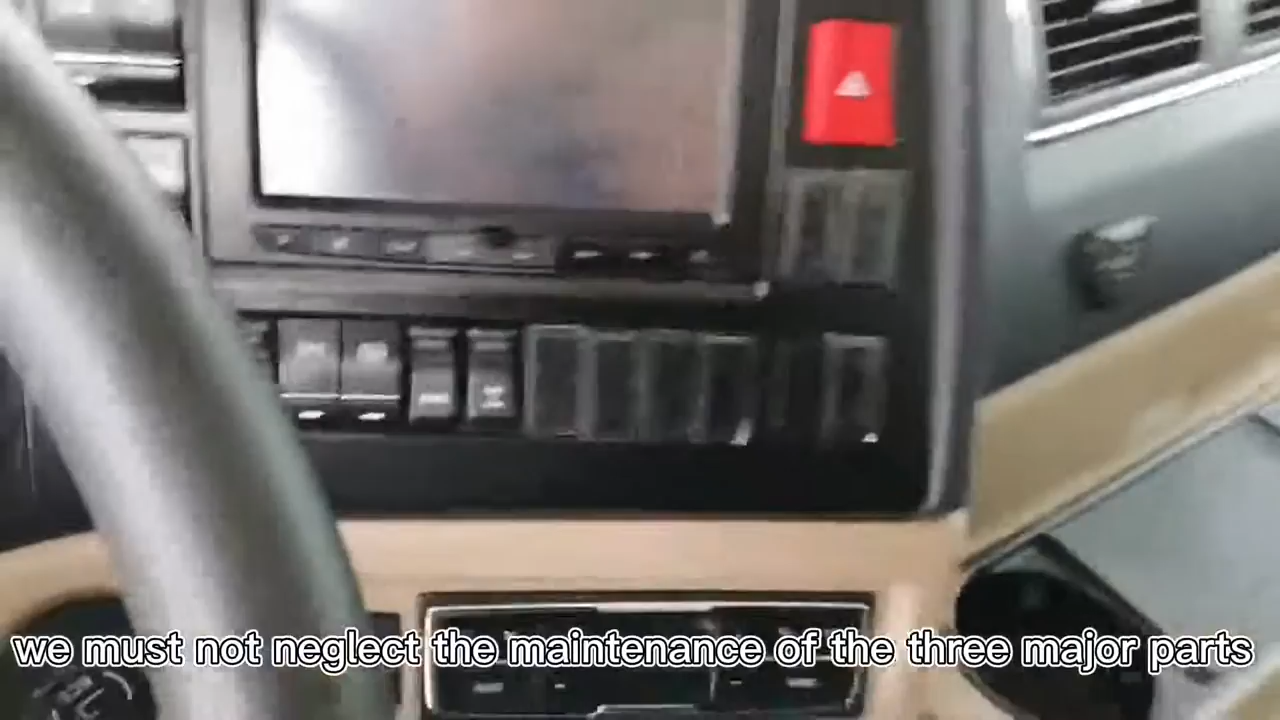 we must not neglect the maintenance of the three major parts